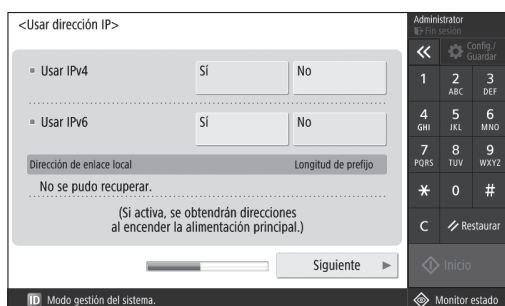 <Usar dirección IP>
Usar IPv4 Sí No
Usar IPv6 Sí No
Dirección de enlace local Longitud de prefijo
No se pudo recuperar.
(Si activa, se obtendrán direcciones
al encender la alimentación principal.)
Siguiente
ID Modo gestión del sistema.
Administrator
Fin sesión
Config./
Guardar
1 2 3
ABC DEF
4 5 6
GHI JKL MNO
7 8 9
PQRS TUV WXYZ
* 0 #
C Restaurar
Inicio
Monitor estado